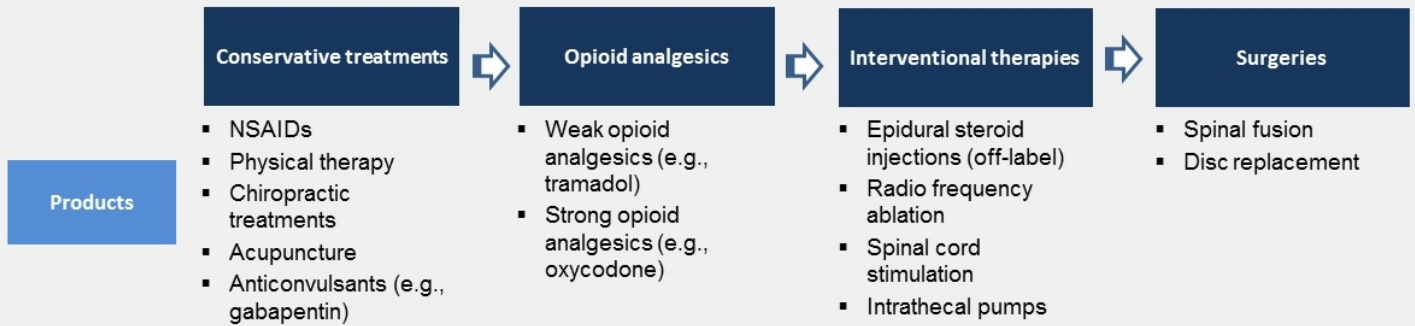 Conservative treatments
Opioid analgesics
Interventional therapies
Surgeries
Products
▪ NSAIDs
▪ Physical therapy
▪ Chiropractic
treatments
▪ Acupuncture
▪ Anticonvulsants (e.g.,
gabapentin)
▪ Weak opioid
analgesics (e.g.,
tramadol)
▪ Strong opioid
analgesics (e.g.,
oxycodone)
▪ Epidural steroid
injections (off-label)
▪ Radio frequency
ablation
▪ Spinal cord
stimulation
▪ Intrathecal pumps
▪ Spinal fusion
▪ Disc replacement